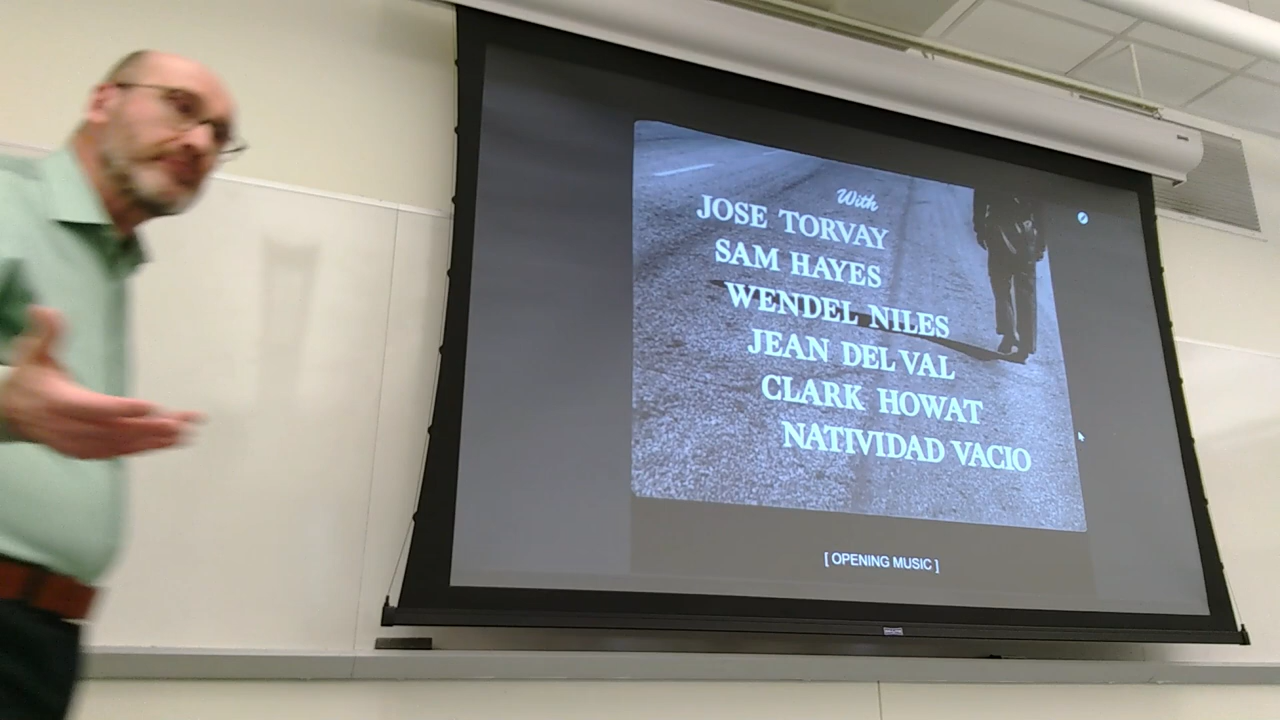 With
JOSE TORVAY
SAM HAYES
WENDEL NILES
JEAN DEL VAL
CLARK HOWAT
NATIVIDAD VACIO
[ OPENING MUSIC ]